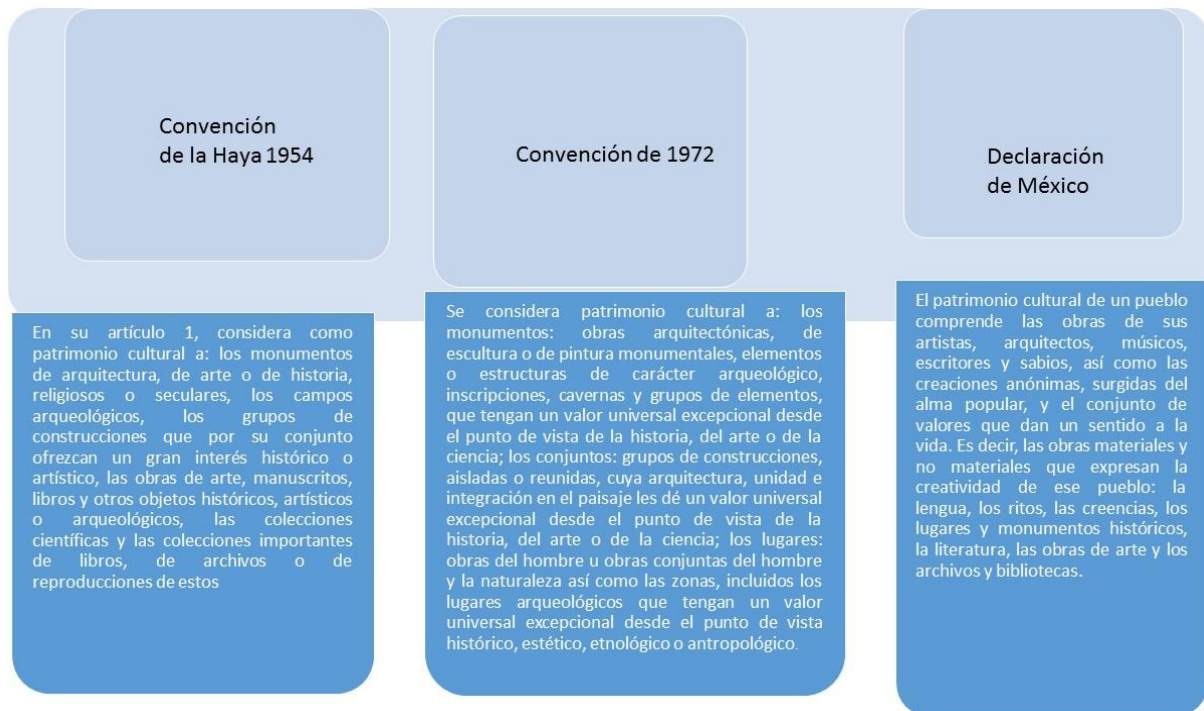 Convención
de la Haya 1954
En su artículo 1, considera como
patrimonio cultural a: los monumentos
de arquitectura, de arte o de historia,
religiosos o seculares, los campos
arqueológicos, los grupos de
construcciones que por su conjunto
ofrezcan un gran interés histórico o
artístico, las obras de arte, manuscritos,
libros y otros objetos históricos, artísticos
o arqueológicos, las colecciones
científicas y las colecciones importantes
de libros, de archivos o de
reproducciones de estos
Convención de 1972
Se considera patrimonio cultural a: los
monumentos: obras arquitectónicas, de
escultura o de pintura monumentales, elementos
o estructuras de carácter arqueológico,
inscripciones, cavernas y grupos de elementos,
que tengan un valor universal excepcional desde
el punto de vista de la historia, del arte o de la
ciencia; los conjuntos: grupos de construcciones,
aisladas o reunidas, cuya arquitectura, unidad e
integración en el paisaje les dé un valor universal
excepcional desde el punto de vista de la
historia, del arte o de la ciencia; los lugares:
obras del hombre u obras conjuntas del hombre
y la naturaleza así como las zonas, incluidos los
lugares arqueológicos que tengan un valor
universal excepcional desde el punto de vista
histórico, estético, etnológico o antropológico.
Declaración
de México
El patrimonio cultural de un pueblo
comprende las obras de sus
artistas, arquitectos, músicos,
escritores y sabios, así como las
creaciones anónimas, surgidas del
alma popular, y el conjunto de
valores que dan un sentido a la
vida. Es decir, las obras materiales y
no materiales que expresan la
creatividad de ese pueblo: la
lengua, los ritos, las creencias, los
lugares y monumentos históricos,
la literatura, las obras de arte y los
archivos y bibliotecas.